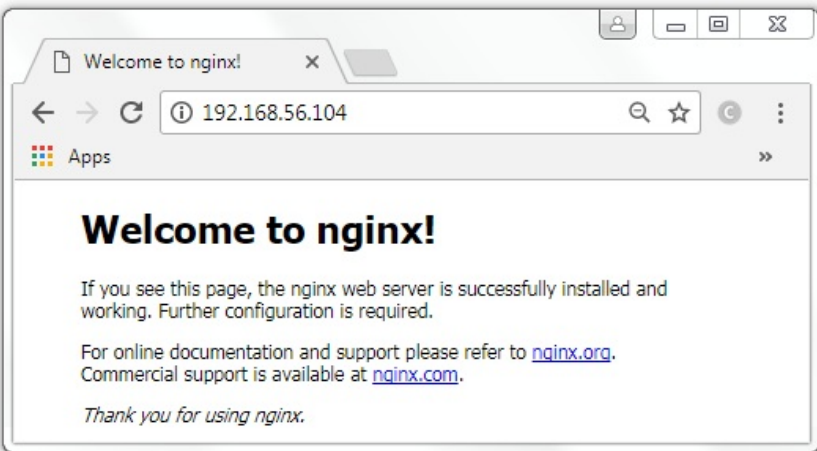 Welcome to nginx!
192.168.56.104
Apps
Welcome to nginx!
If you see this page, the nginx web server is successfully installed and
working. Further configuration is required.
For online documentation and support please refer to nginx.org.
Commercial support is available at nginx.com.
Thank you for using nginx.